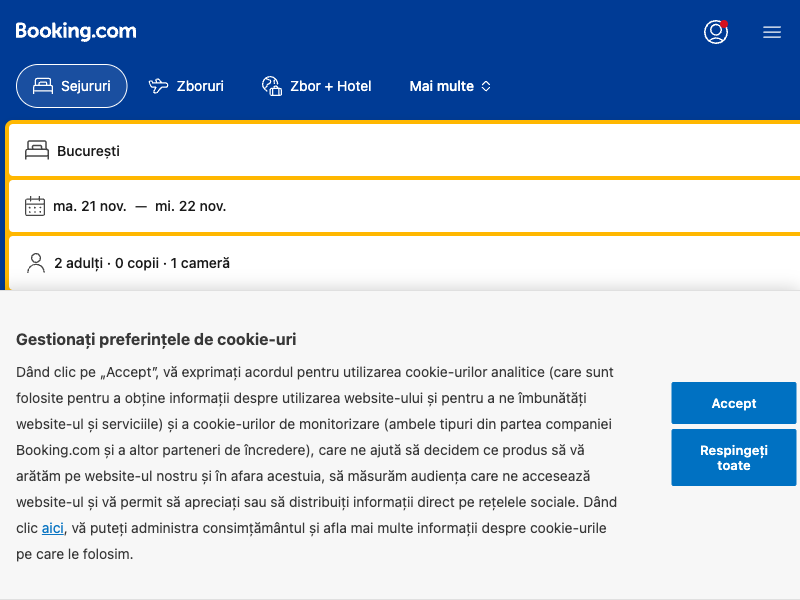 Booking.com
Sejururi
Zboruri
Zbor + Hotel
Mai multe
București
ma. 21 nov. — mi. 22 nov.
2 adulți · 0 copii · 1 cameră
Gestionați preferințele de cookie-uri
Dând clic pe „Accept”, vă exprimați acordul pentru utilizarea cookie-urilor analitice (care sunt
folosite pentru a obține informații despre utilizarea website-ului și pentru a ne îmbunătăți
website-ul și serviciile) și a cookie-urilor de monitorizare (ambele tipuri din partea companiei
Booking.com și a altor parteneri de încredere), care ne ajută să decidem ce produse să vă
arătăm pe website-ul nostru și în afara acestuia, să măsurăm audiența care ne accesează
website-ul și vă permit să apreciați sau să distribuiți informații direct pe rețelele sociale. Dând
clic aici, vă puteți administra consimțământul și afla mai multe informații despre cookie-urile
pe care le folosim.
Accept
Respingeți
toate